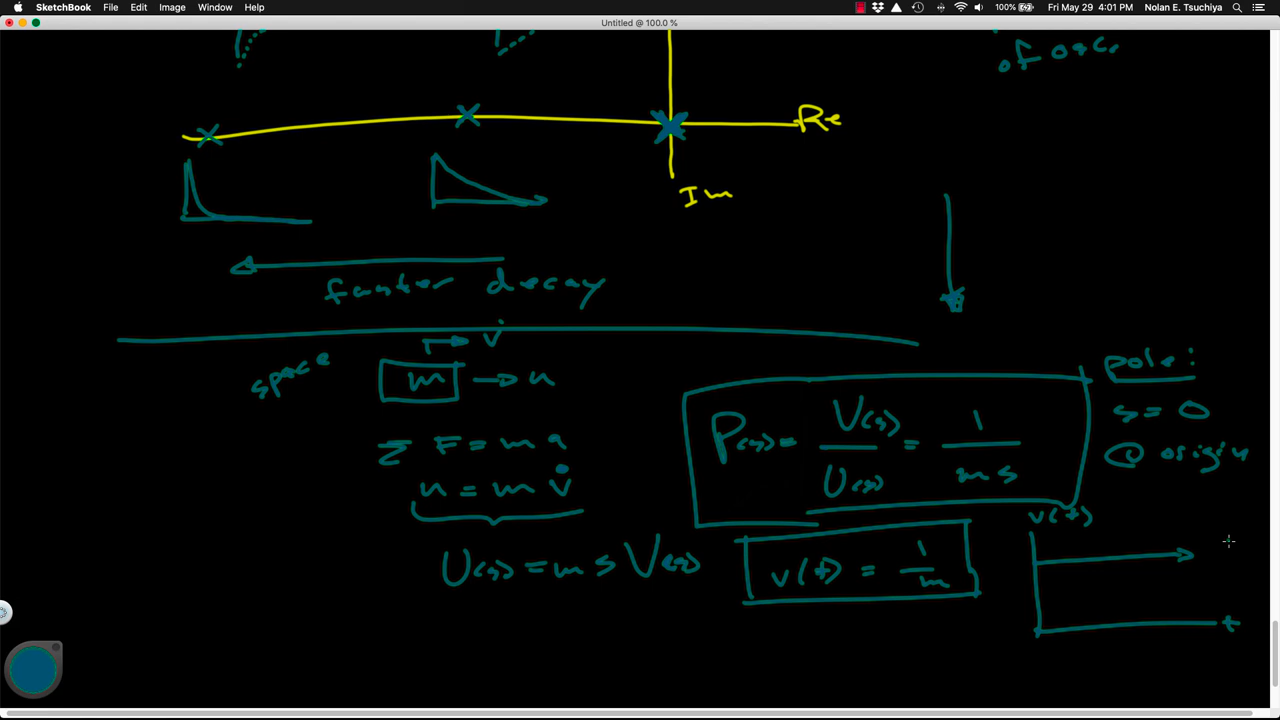 SketchBook File Edit Image Window Help 100% Fri May 29 4:01 PM Nolan E. Tsuchiya
Untitled @ 100.0 %
of osc.
Re
Im
faster decay
space
v
m → u
Σ F = m a
u = m v̇
U(s) = m s V(s)
P(s) = V(s) / U(s) = 1 / m s
v(t) = 1 / m
pole:
s = 0
@ origin
v(t)
t